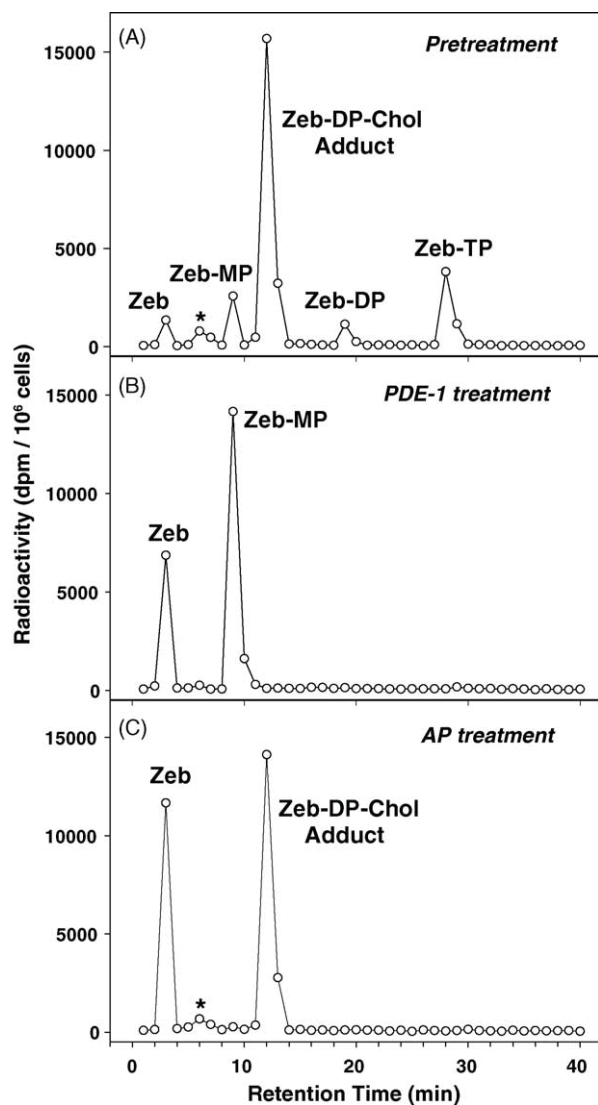 (A)
Pretreatment
15000
10000
5000
0
Zeb-DP-Chol
Adduct
Zeb
*
Zeb-MP
Zeb-DP
Zeb-TP
(B)
PDE-1 treatment
15000
10000
5000
0
Zeb
Zeb-MP
(C)
AP treatment
15000
10000
5000
0
Zeb
*
Zeb-DP-Chol
Adduct
Radioactivity (dpm / 10⁶ cells)
0 10 20 30 40
Retention Time (min)